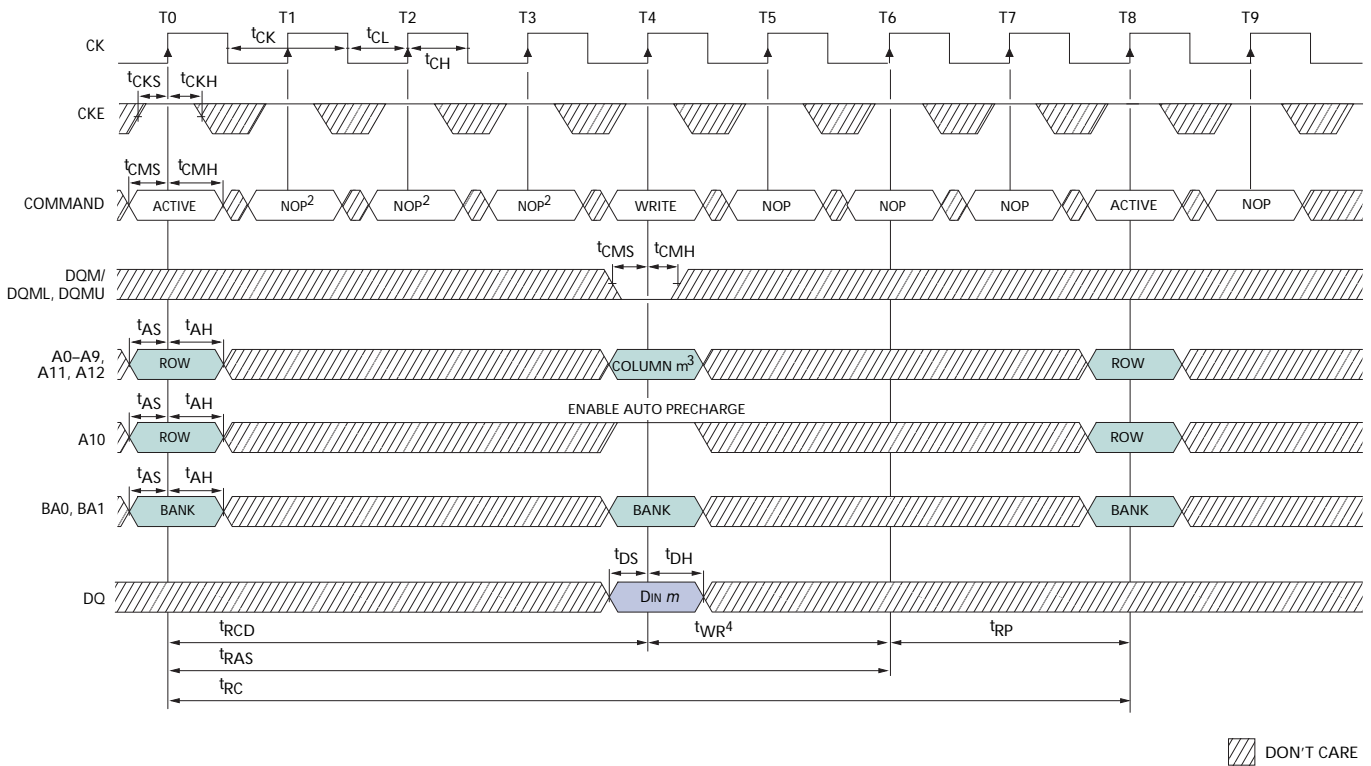 T0 T1 T2 T3 T4 T5 T6 T7 T8 T9
CK
tCK tCL
tCH
tCKS tCKH
CKE
tCMS tCMH
COMMAND ACTIVE NOP2 NOP2 NOP2 WRITE NOP NOP NOP ACTIVE NOP
tCMS tCMH
DQM/
DQML, DQMU
tAS tAH
A0–A9,
A11, A12
ROW COLUMN m3 ROW
tAS tAH
ENABLE AUTO PRECHARGE
A10 ROW ROW
tAS tAH
BA0, BA1 BANK BANK BANK
tDS tDH
DQ DIN m
tRCD tWR4 tRP
tRAS
tRC
DON'T CARE